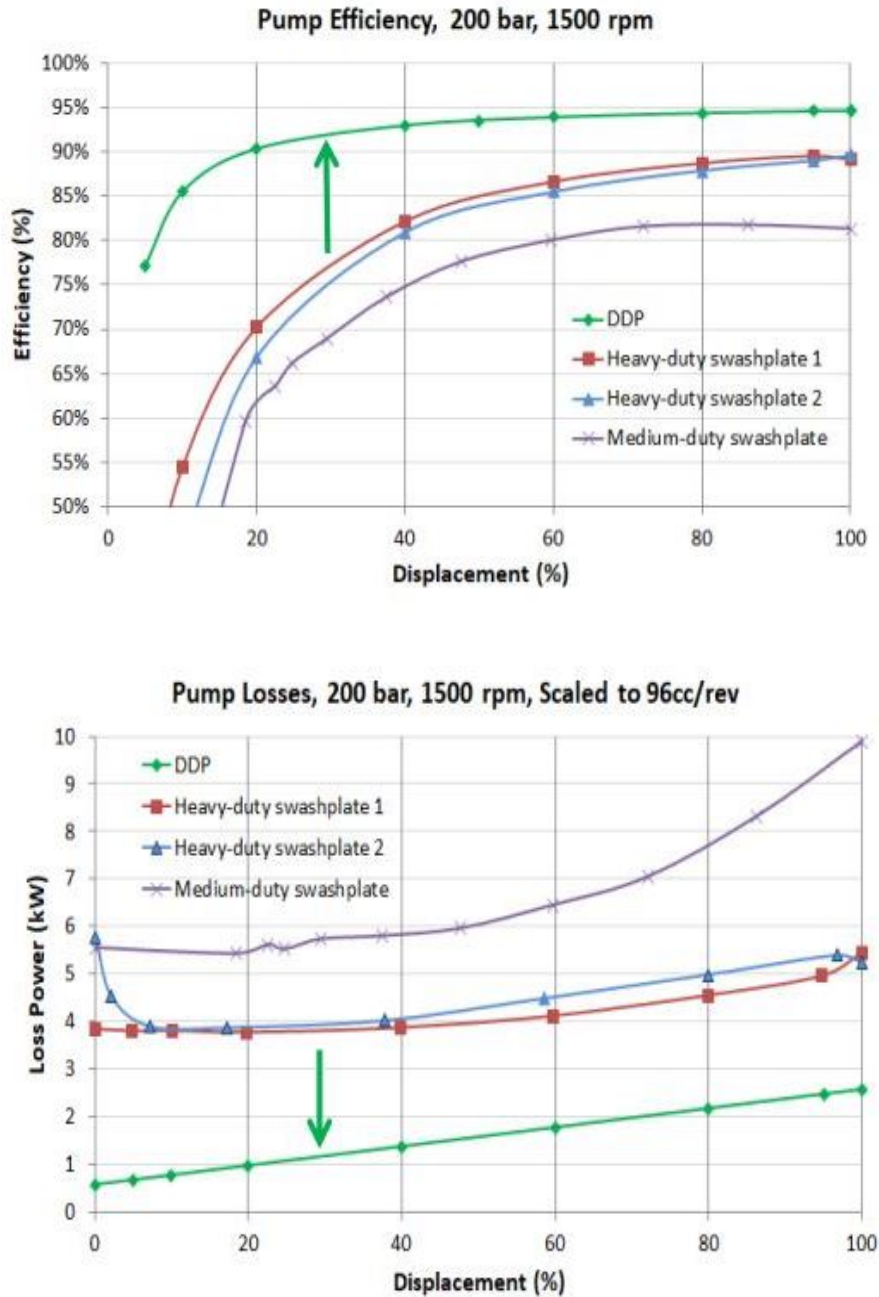 Pump Efficiency, 200 bar, 1500 rpm
100%
95%
90%
85%
80%
75%
70%
65%
60%
55%
50%
Efficiency (%)
DDP
Heavy-duty swashplate 1
Heavy-duty swashplate 2
Medium-duty swashplate
0 20 40 60 80 100
Displacement (%)
Pump Losses, 200 bar, 1500 rpm, Scaled to 96cc/rev
10
9
8
7
6
5
4
3
2
1
0
Loss Power (kW)
DDP
Heavy-duty swashplate 1
Heavy-duty swashplate 2
Medium-duty swashplate
0 20 40 60 80 100
Displacement (%)